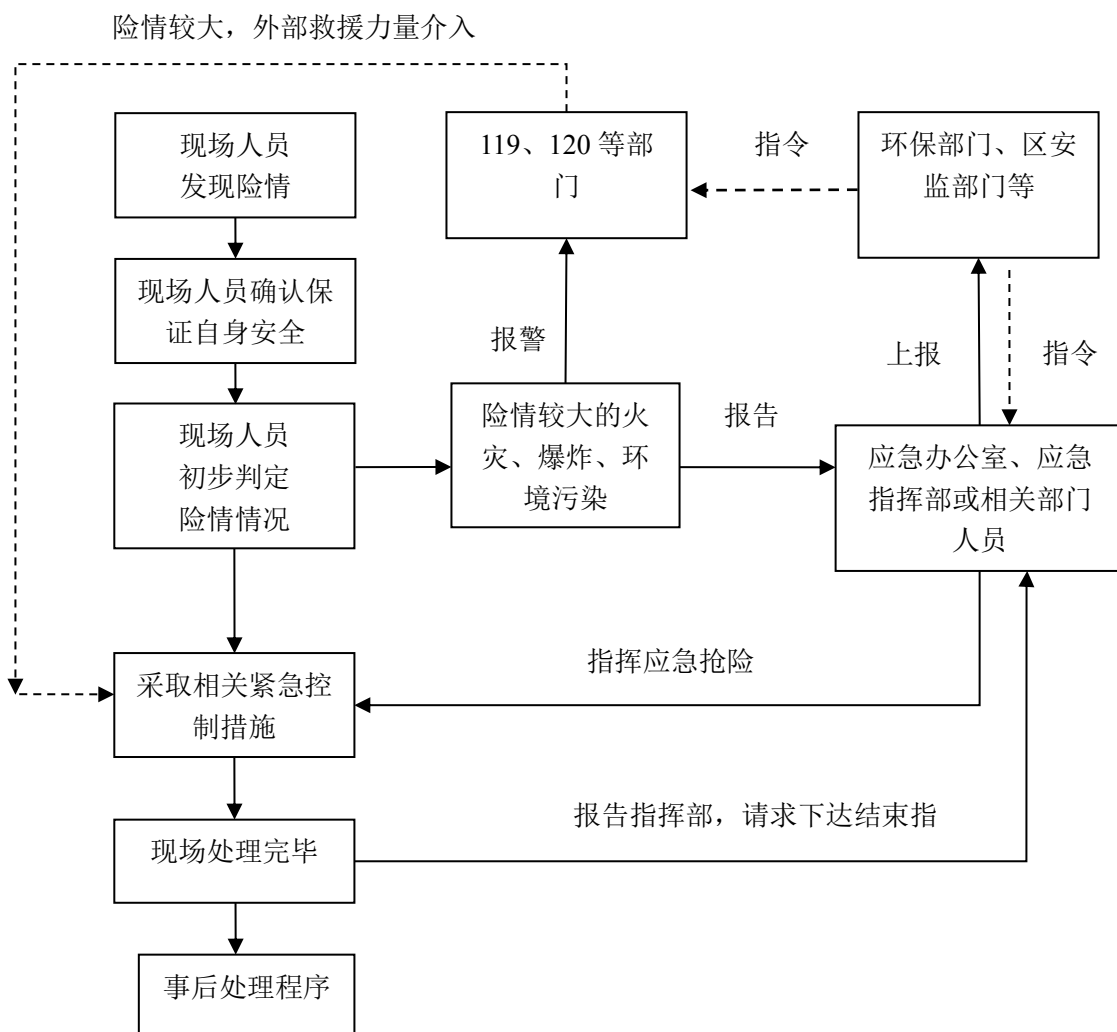 险情较大，外部救援力量介入
现场人员
发现险情
119、120 等部
门
指令
环保部门、区安
监部门等
现场人员确认保
证自身安全
报警
上报
指令
现场人员
初步判定
险情情况
险情较大的火
灾、爆炸、环
境污染
报告
应急办公室、应急
指挥部或相关部门
人员
指挥应急抢险
采取相关紧急控
制措施
报告指挥部，请求下达结束指
现场处理完毕
事后处理程序